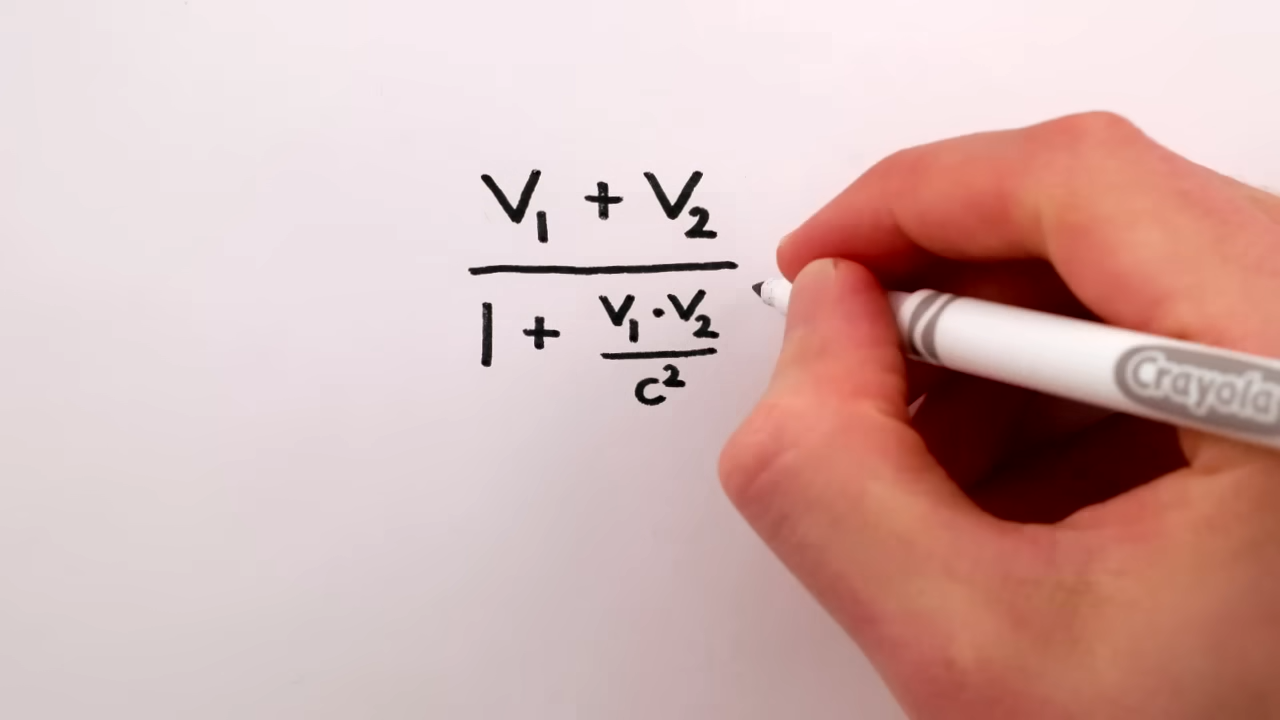 V₁ + V₂
1 + V₁·V₂
c²
Crayola